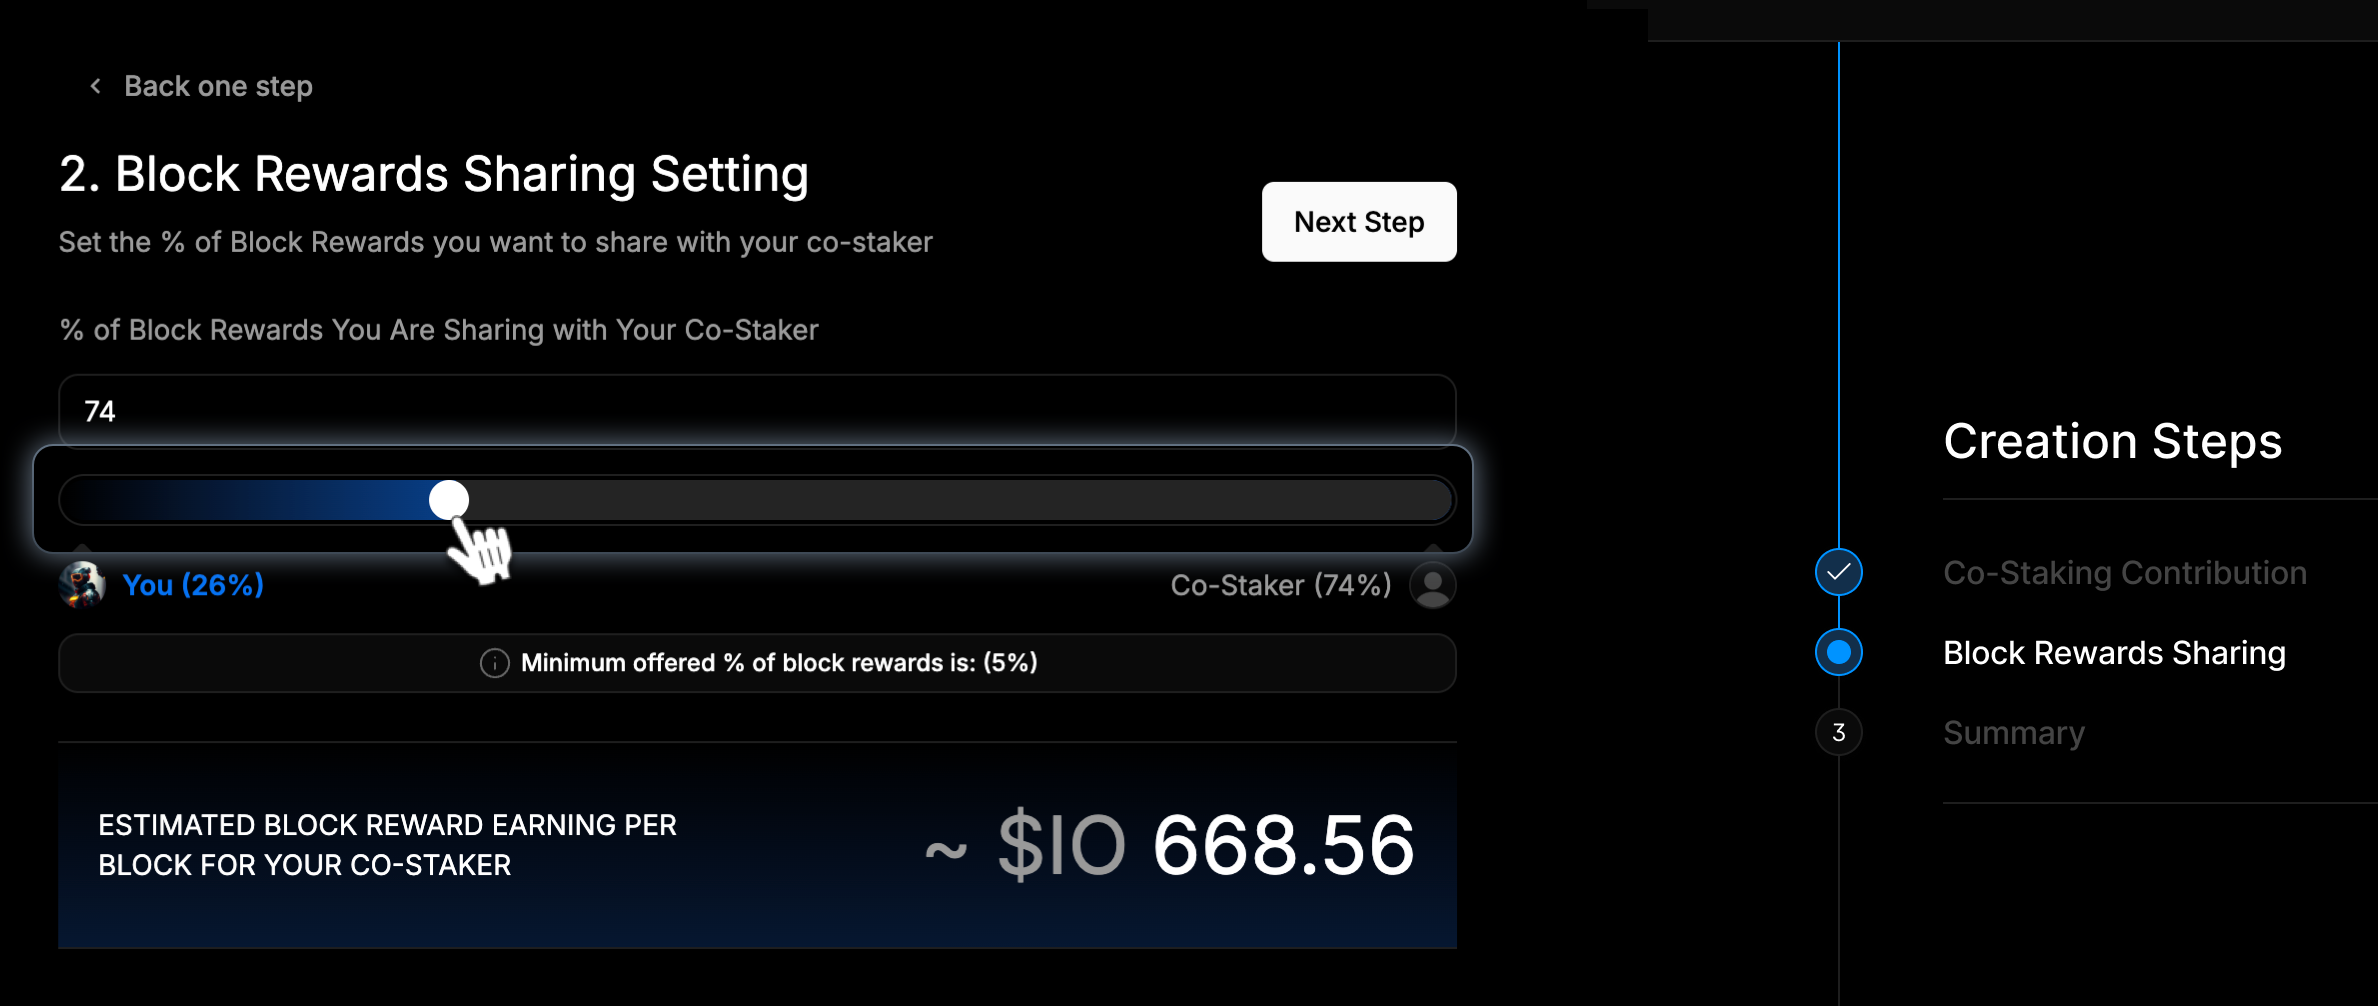 Back one step
2. Block Rewards Sharing Setting
Set the % of Block Rewards you want to share with your co-staker
Next Step
% of Block Rewards You Are Sharing with Your Co-Staker
74
You (26%)
Co-Staker (74%)
Minimum offered % of block rewards is: (5%)
ESTIMATED BLOCK REWARD EARNING PER
BLOCK FOR YOUR CO-STAKER
~ $IO 668.56
Creation Steps
Co-Staking Contribution
Block Rewards Sharing
3
Summary